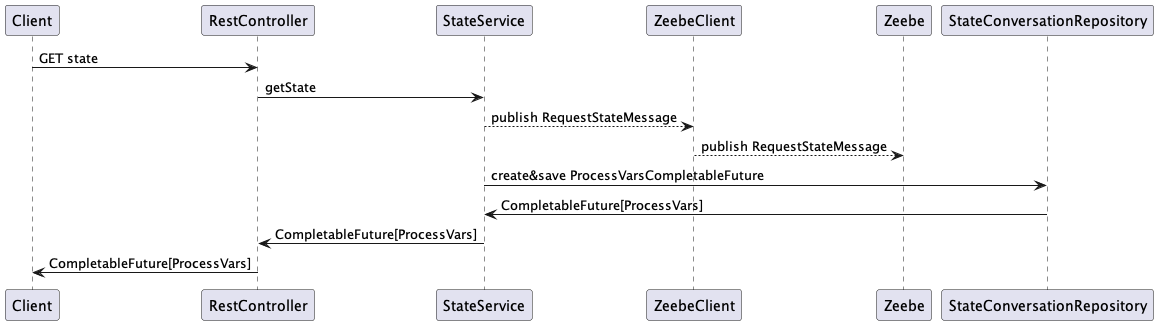 Client
RestController
StateService
ZeebeClient
Zeebe
StateConversationRepository
GET state
getState
publish RequestStateMessage
publish RequestStateMessage
create&save ProcessVarsCompletableFuture
CompletableFuture[ProcessVars]
CompletableFuture[ProcessVars]
CompletableFuture[ProcessVars]
Client
RestController
StateService
ZeebeClient
Zeebe
StateConversationRepository